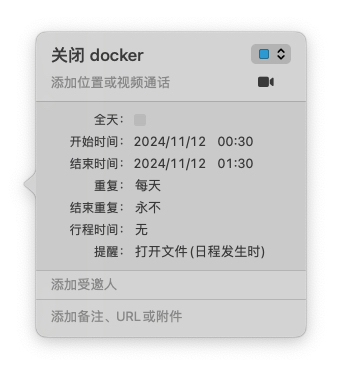 关闭 docker
添加位置或视频通话
全天：
开始时间： 2024/11/12 00:30
结束时间： 2024/11/12 01:30
重复： 每天
结束重复： 永不
行程时间： 无
提醒： 打开文件 (日程发生时)
添加受邀人
添加备注、URL 或附件